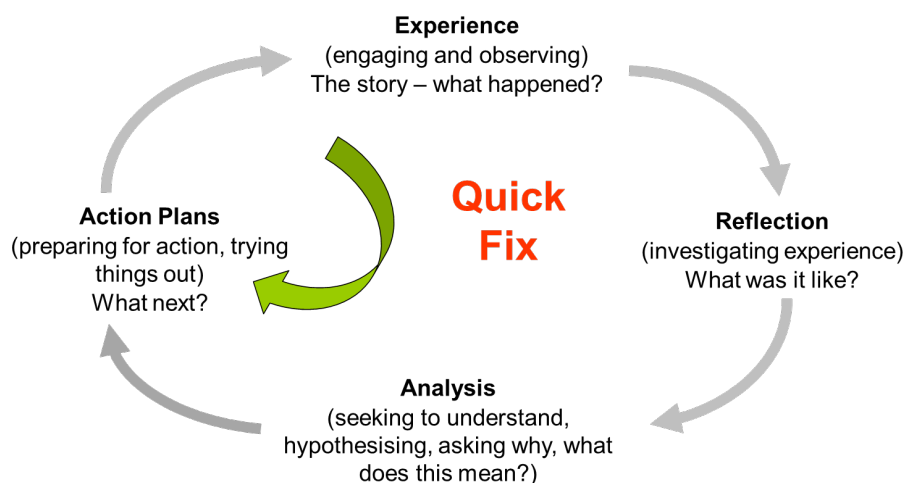 Experience
(engaging and observing)
The story – what happened?
Quick
Fix
Reflection
(investigating experience)
What was it like?
Analysis
(seeking to understand,
hypothesising, asking why, what
does this mean?)
Action Plans
(preparing for action, trying
things out)
What next?